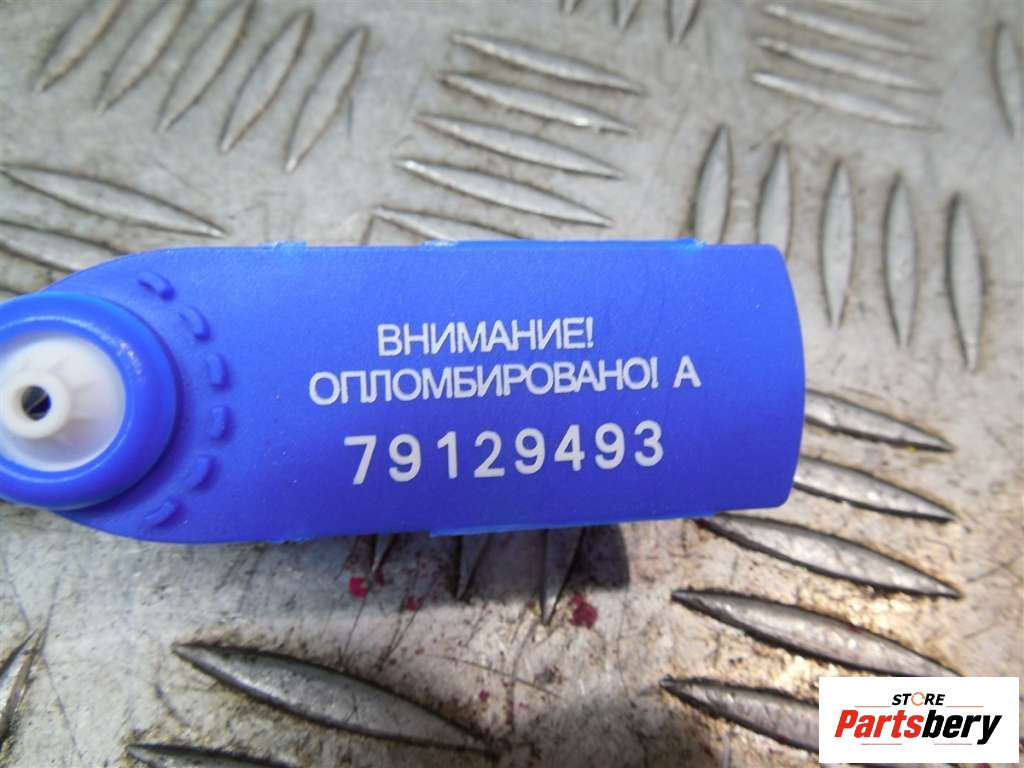 ВНИМАНИЕ!
ОПЛОМБИРОВАНО! А
79129493
STORE
Partsbery